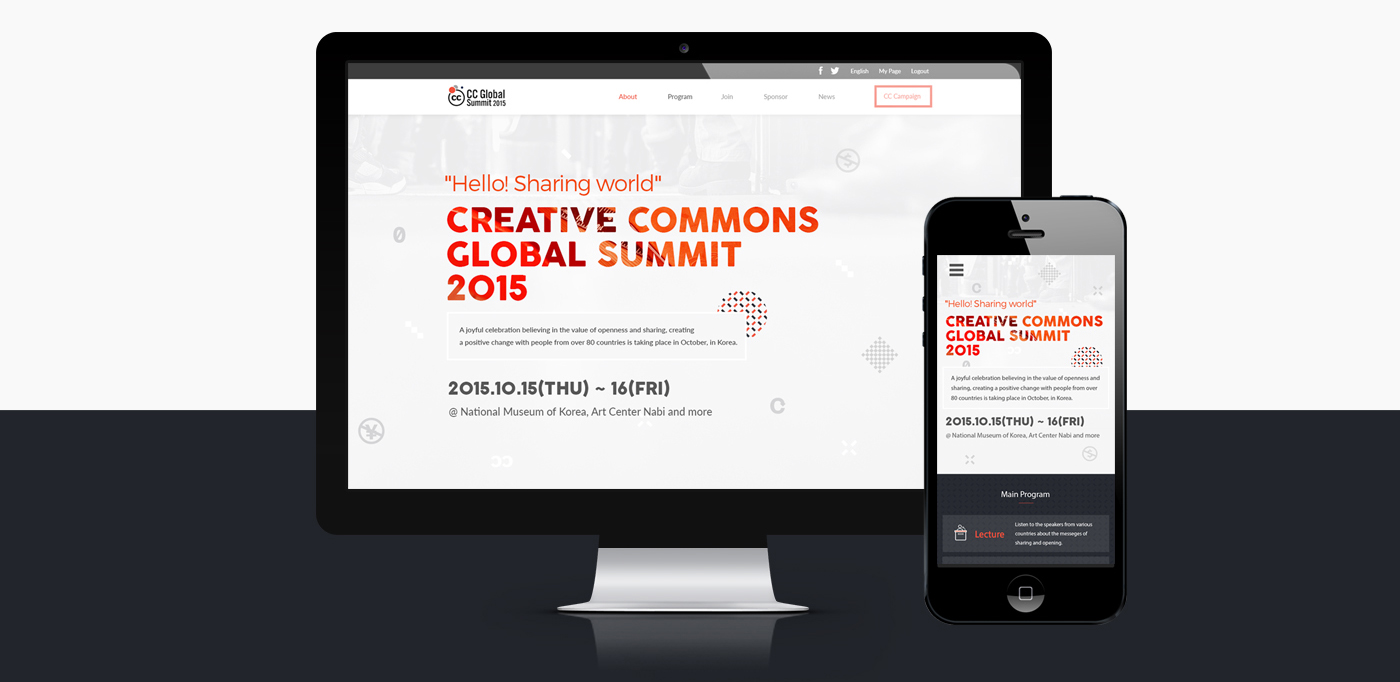 English My Page Logout
CC Global
Summit 2015
About Program Join Sponsor News CC Campaign
"Hello! Sharing world"
CREATIVE COMMONS
GLOBAL SUMMIT
2015
A joyful celebration believing in the value of openness and sharing, creating
a positive change with people from over 80 countries is taking place in October, in Korea.
2015.10.15(THU) ~ 16(FRI)
@ National Museum of Korea, Art Center Nabi and more
"Hello! Sharing world"
CREATIVE COMMONS
GLOBAL SUMMIT
2015
A joyful celebration believing in the value of openness and
sharing, creating a positive change with people from over
80 countries is taking place in October, in Korea.
2015.10.15(THU) ~ 16(FRI)
@ National Museum of Korea, Art Center Nabi and more
Main Program
Lecture
Listen to the speakers from various
countries about the messeges of
sharing and opening.